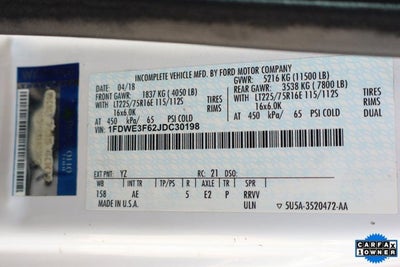 INCOMPLETE VEHICLE MFD. BY FORD MOTOR COMPANY
DATE: 04/18 GVWR: 5216 KG (11500 LB)
FRONT GAWR: 1837 KG ( 4050 LB) REAR GAWR: 3538 KG ( 7800 LB)
WITH: LT225/75R16E 115/112S TIRES WITH: LT225/75R16E 115/112S TIRES
16x6.0K RIMS 16x6.0K RIMS
AT 450 kPa/ 65 PSI COLD AT 450 kPa/ 65 PSI COLD DUAL
VIN: 1FDWE3F62JDC30198
EXT PNT: YZ RC: 21 DSO:
WB INT TR TP/PS R AXLE TR SPR
158 AE 5 E2 P RRVV
MADE IN U.S.A. ULN 5U5A-3520472-AA
CARFAX
1 OWNER